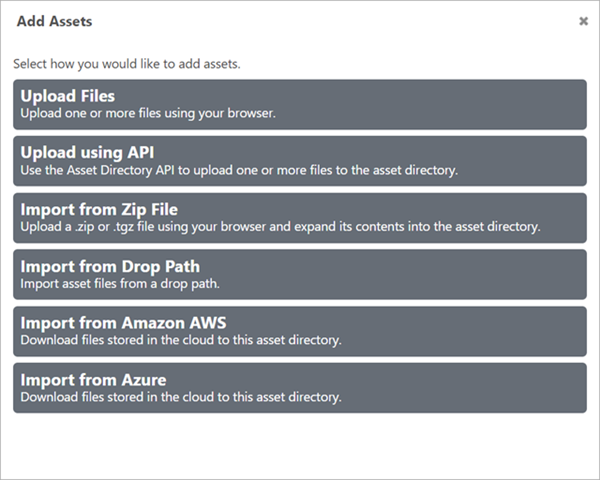 Add Assets
Select how you would like to add assets.
Upload Files
Upload one or more files using your browser.
Upload using API
Use the Asset Directory API to upload one or more files to the asset directory.
Import from Zip File
Upload a .zip or .tgz file using your browser and expand its contents into the asset directory.
Import from Drop Path
Import asset files from a drop path.
Import from Amazon AWS
Download files stored in the cloud to this asset directory.
Import from Azure
Download files stored in the cloud to this asset directory.